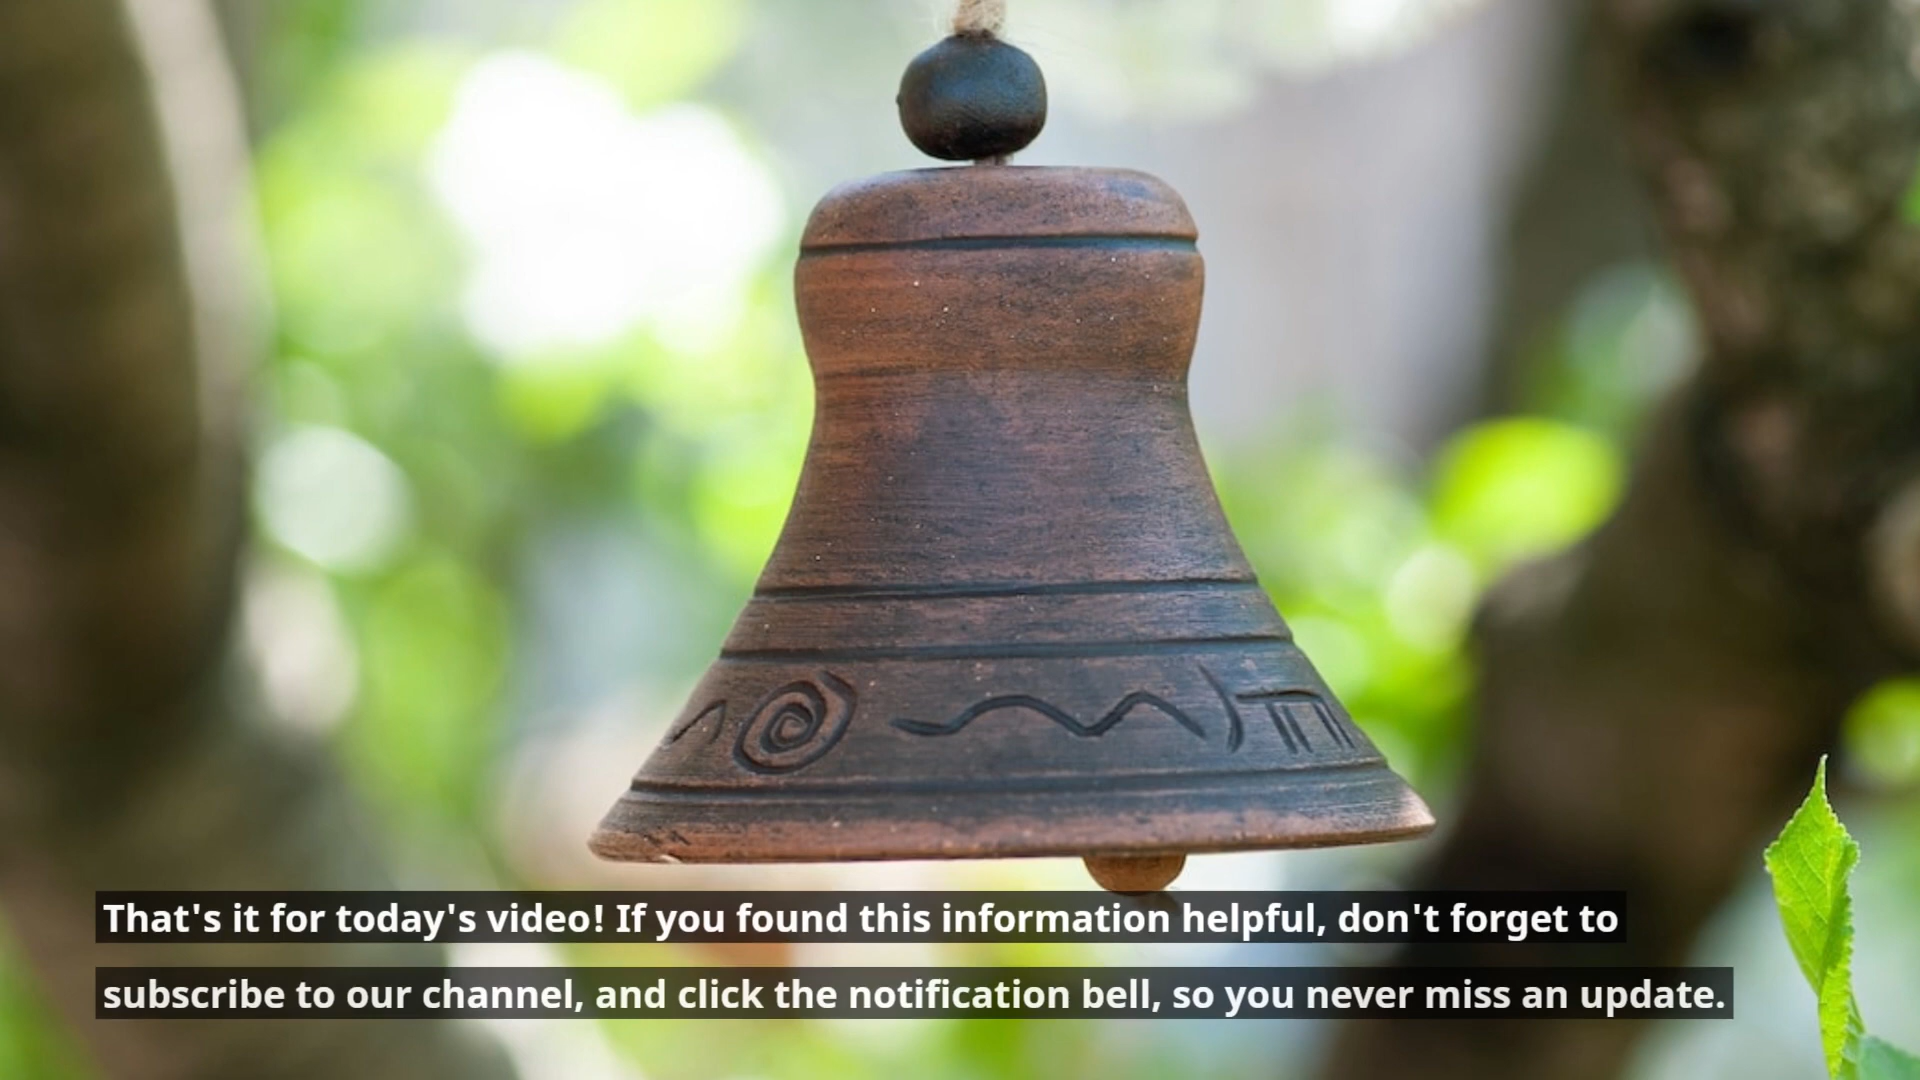 That's it for today's video! If you found this information helpful, don't forget to
subscribe to our channel, and click the notification bell, so you never miss an update.